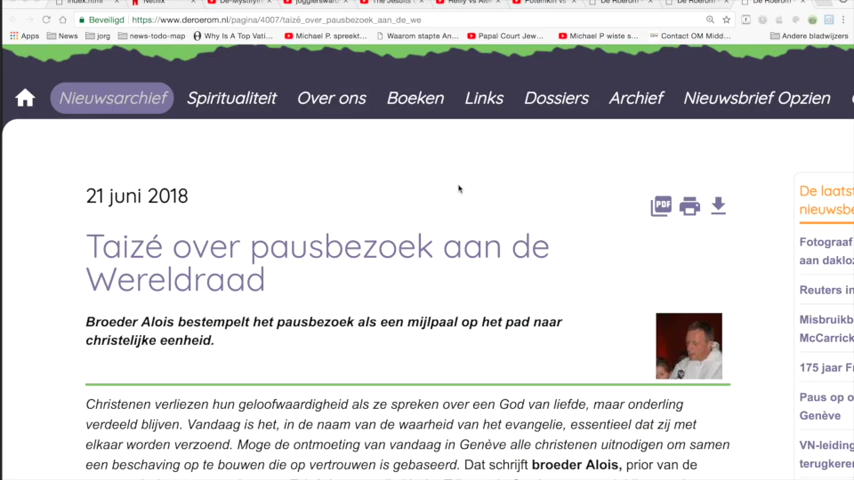 index.html Netflix
Beveiligd https://www.deroerom.nl/pagina/4007/taizé_over_pausbezoek_aan_de_we
Apps News jorg news-todo-map Why Is A Top Vati... Michael P. spreekt... Waarom stapte An... Papal Court Jew... Michael P wiste s... Contact OM Midd... Andere bladwijzers
Nieuwsarchief Spiritualiteit Over ons Boeken Links Dossiers Archief Nieuwsbrief Opzien
21 juni 2018
PDF
De laats
nieuwsbe
Taizé over pausbezoek aan de
Wereldraad
Fotograaf
aan dakloz
Reuters in
Broeder Alois bestempelt het pausbezoek als een mijlpaal op het pad naar
christelijke eenheid.
Misbruikb
McCarrick
175 jaar Fr
Paus op o
Genève
Christenen verliezen hun geloofwaardigheid als ze spreken over een God van liefde, maar onderling
verdeeld blijven. Vandaag is het, in de naam van de waarheid van het evangelie, essentieel dat zij met
elkaar worden verzoend. Moge de ontmoeting van vandaag in Genève alle christenen uitnodigen om samen
een beschaving op te bouwen die op vertrouwen is gebaseerd. Dat schrijft broeder Alois, prior van de
VN-leiding
terugkeren